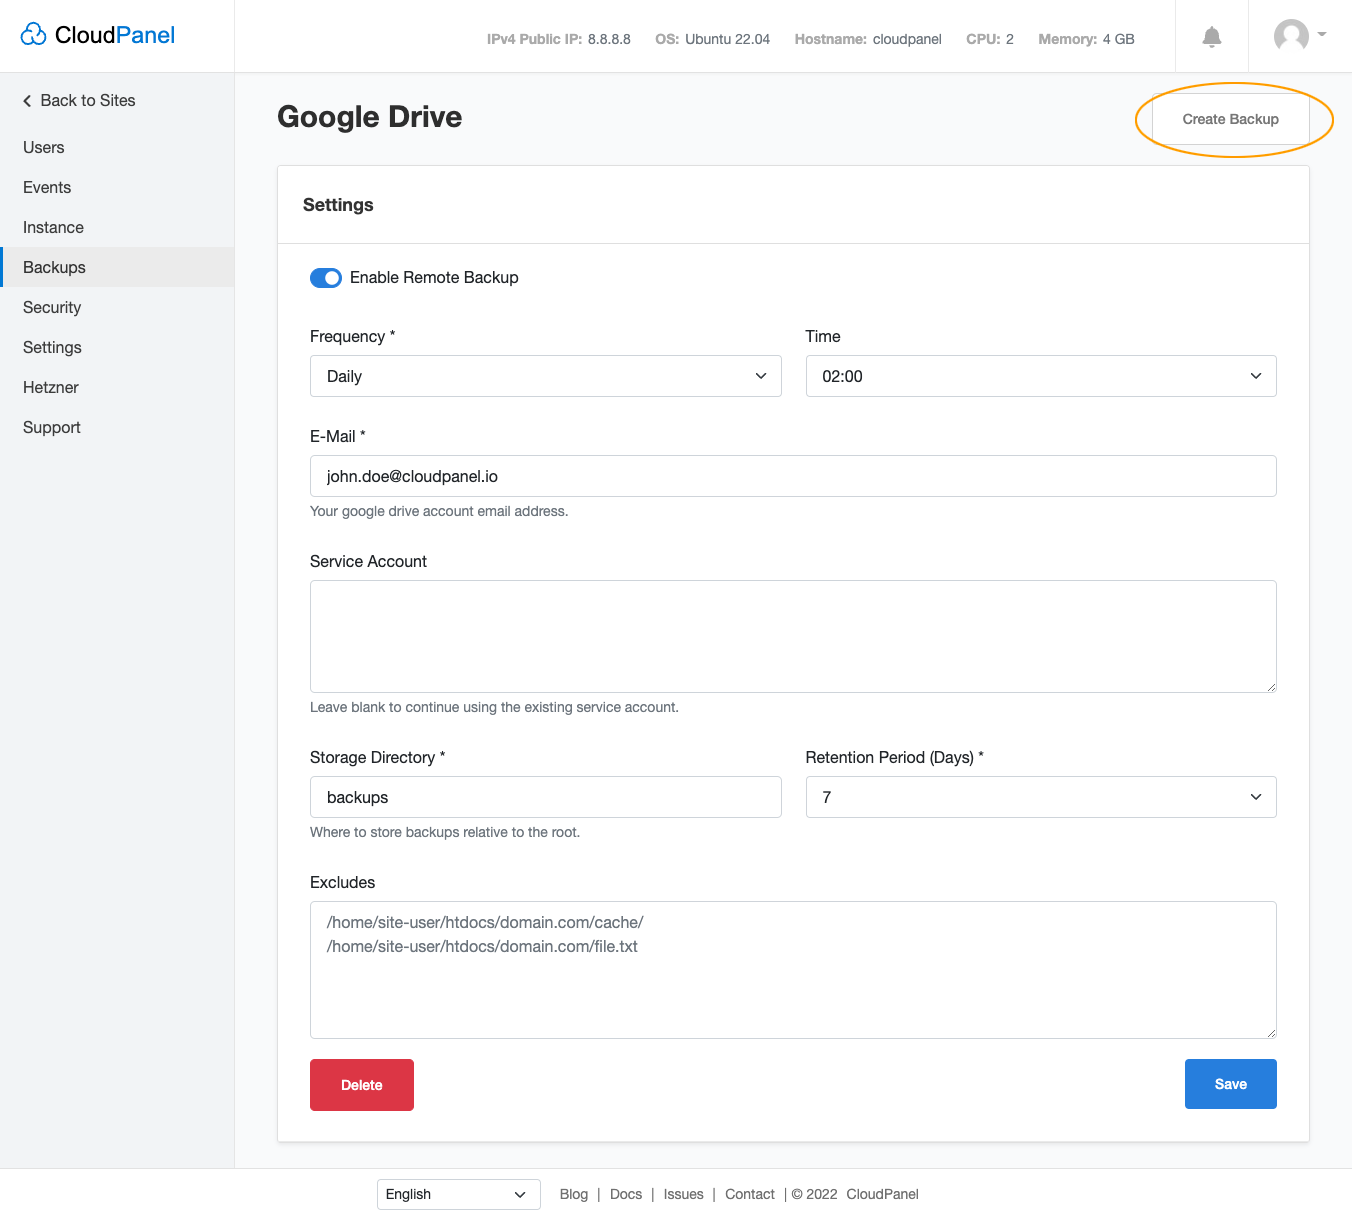 CloudPanel
IPv4 Public IP: 8.8.8.8 OS: Ubuntu 22.04 Hostname: cloudpanel CPU: 2 Memory: 4 GB
Back to Sites
Users
Events
Instance
Backups
Security
Settings
Hetzner
Support
Google Drive
Create Backup
Settings
Enable Remote Backup
Frequency *
Daily
Time
02:00
E-Mail *
john.doe@cloudpanel.io
Your google drive account email address.
Service Account
Leave blank to continue using the existing service account.
Storage Directory *
backups
Where to store backups relative to the root.
Retention Period (Days) *
7
Excludes
/home/site-user/htdocs/domain.com/cache/
/home/site-user/htdocs/domain.com/file.txt
Delete
Save
English
Blog | Docs | Issues | Contact | © 2022 CloudPanel